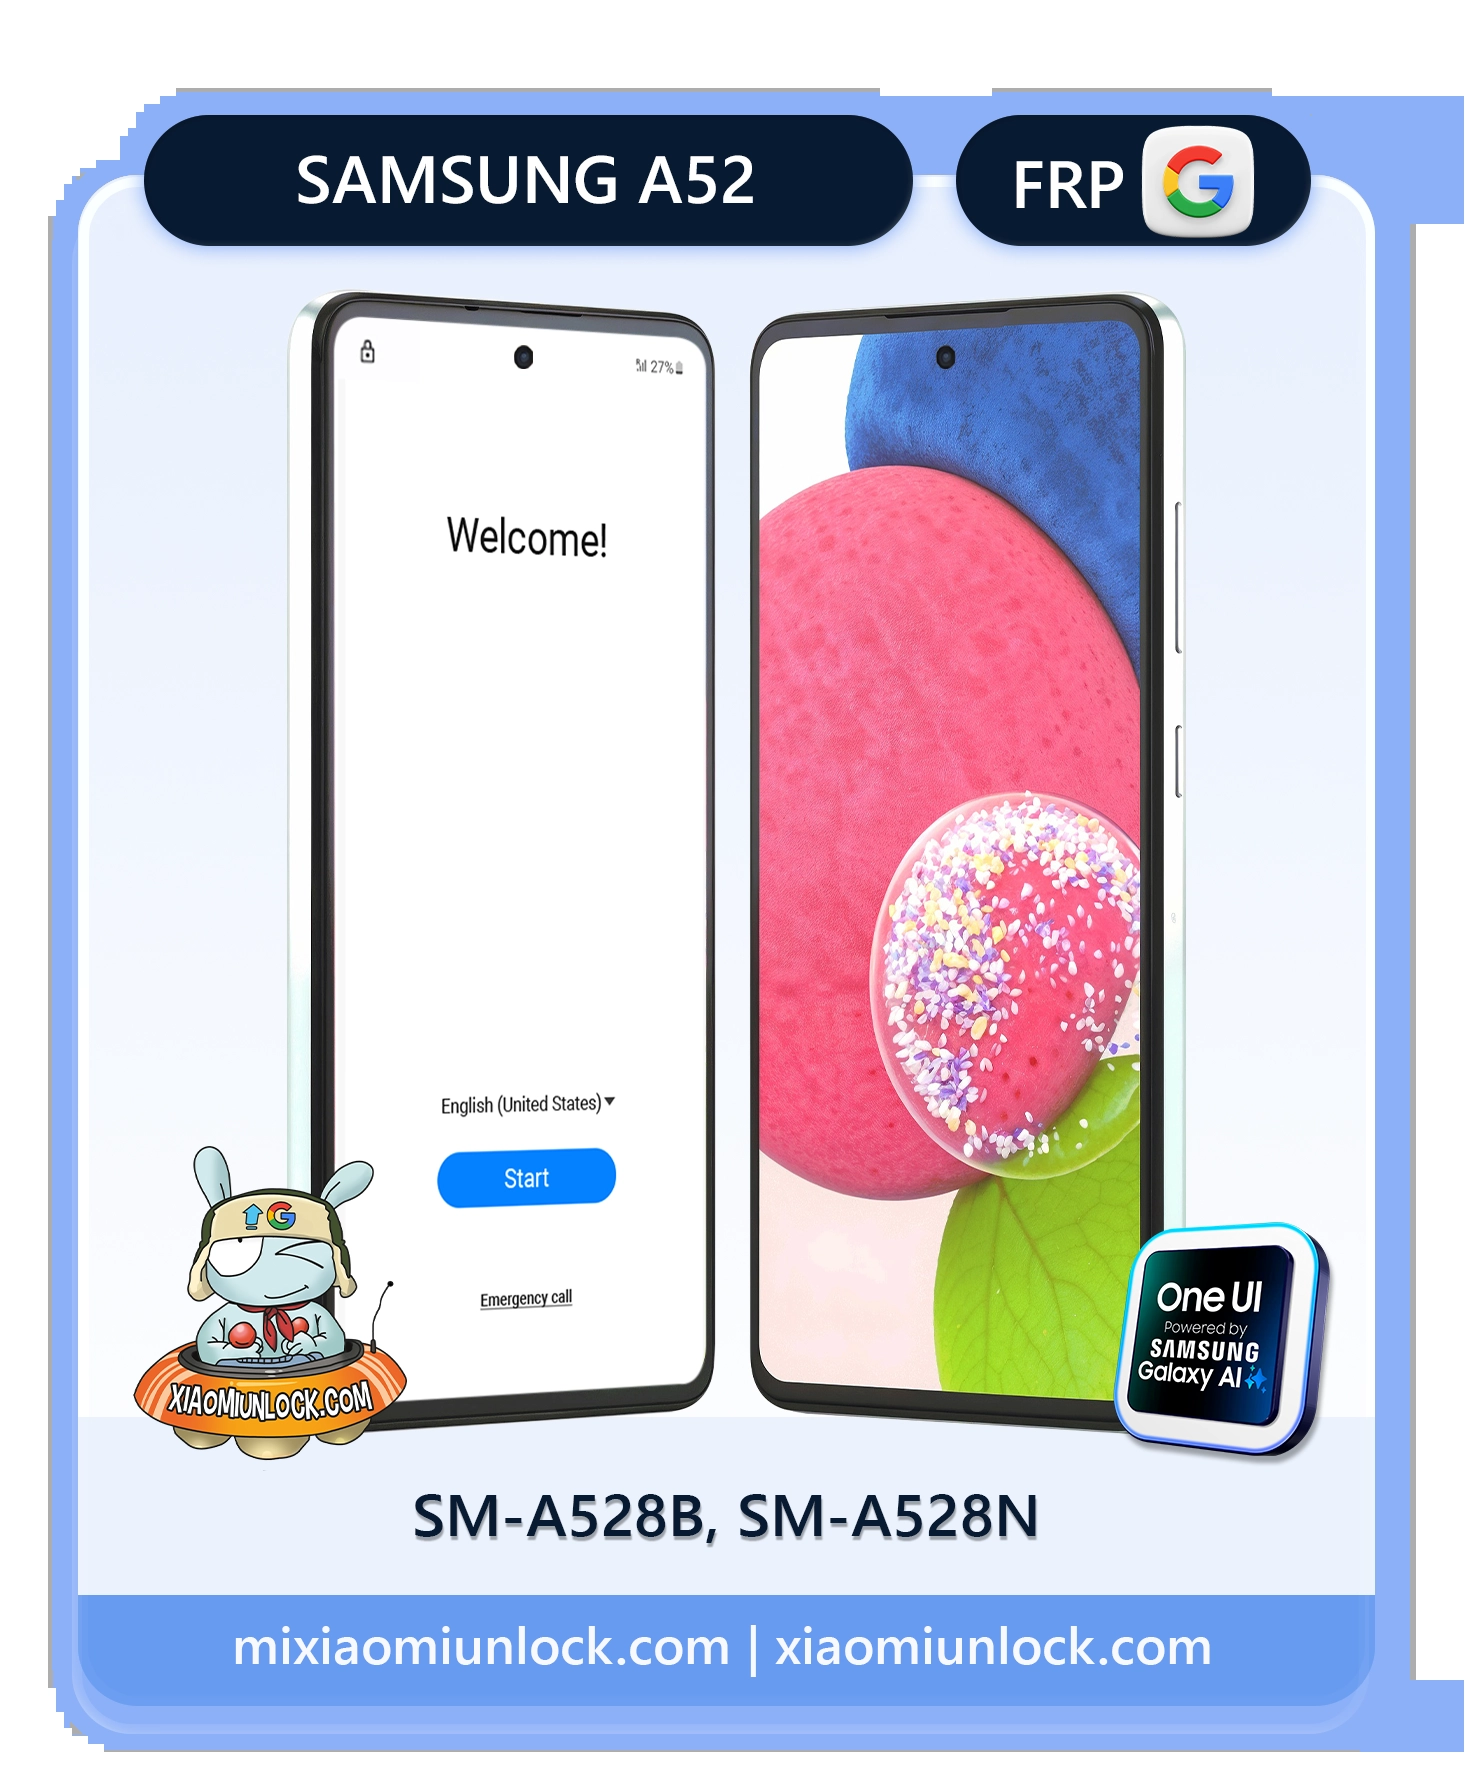 SAMSUNG A52
FRP G
27%
Welcome!
English (United States)
Start
Emergency call
G
XIAOMIUNLOCK.COM
One UI
Powered by
SAMSUNG
Galaxy AI
SM-A528B, SM-A528N
mixiaomiunlock.com | xiaomiunlock.com